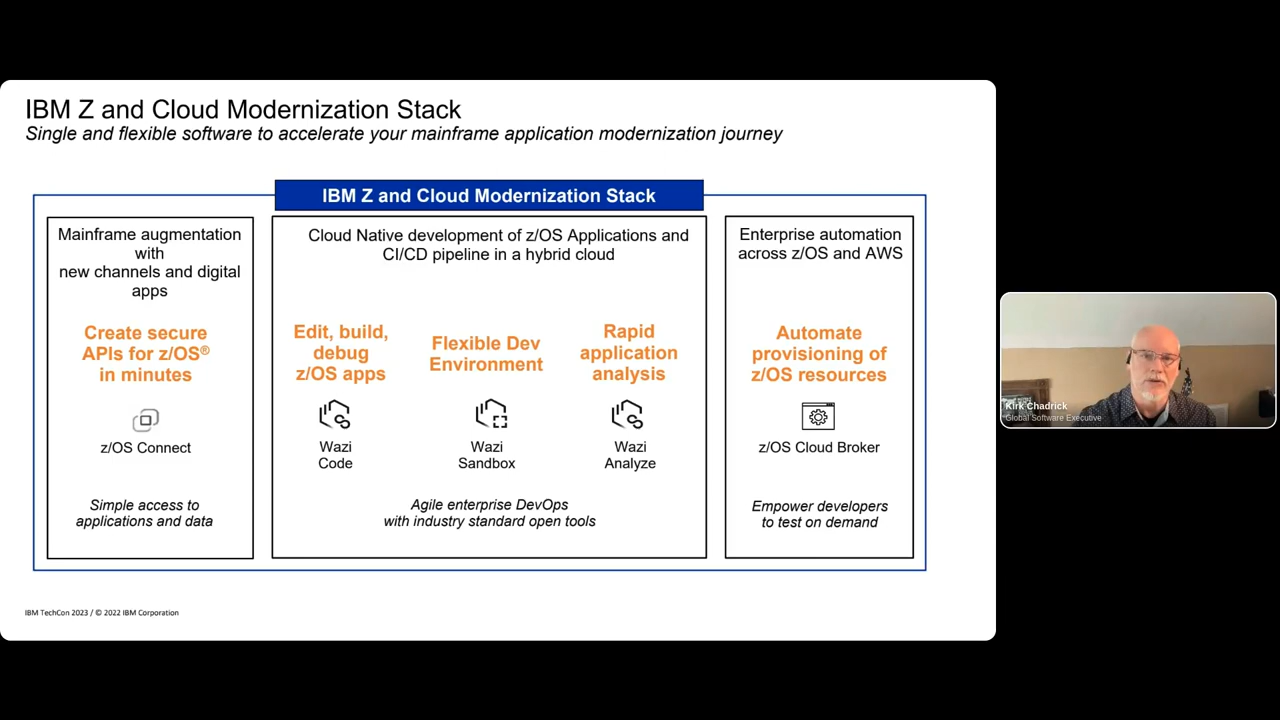 IBM Z and Cloud Modernization Stack
Single and flexible software to accelerate your mainframe application modernization journey
IBM Z and Cloud Modernization Stack
Mainframe augmentation
with
new channels and digital
apps
Create secure
APIs for z/OS®
in minutes
z/OS Connect
Simple access to
applications and data
Cloud Native development of z/OS Applications and
CI/CD pipeline in a hybrid cloud
Edit, build,
debug
z/OS apps
Wazi
Code
Flexible Dev
Environment
Wazi
Sandbox
Rapid
application
analysis
Wazi
Analyze
Agile enterprise DevOps
with industry standard open tools
Enterprise automation
across z/OS and AWS
Automate
provisioning of
z/OS resources
z/OS Cloud Broker
Empower developers
to test on demand
IBM TechCon 2023 / © 2022 IBM Corporation
Kirk Chadrick
Global Software Executive